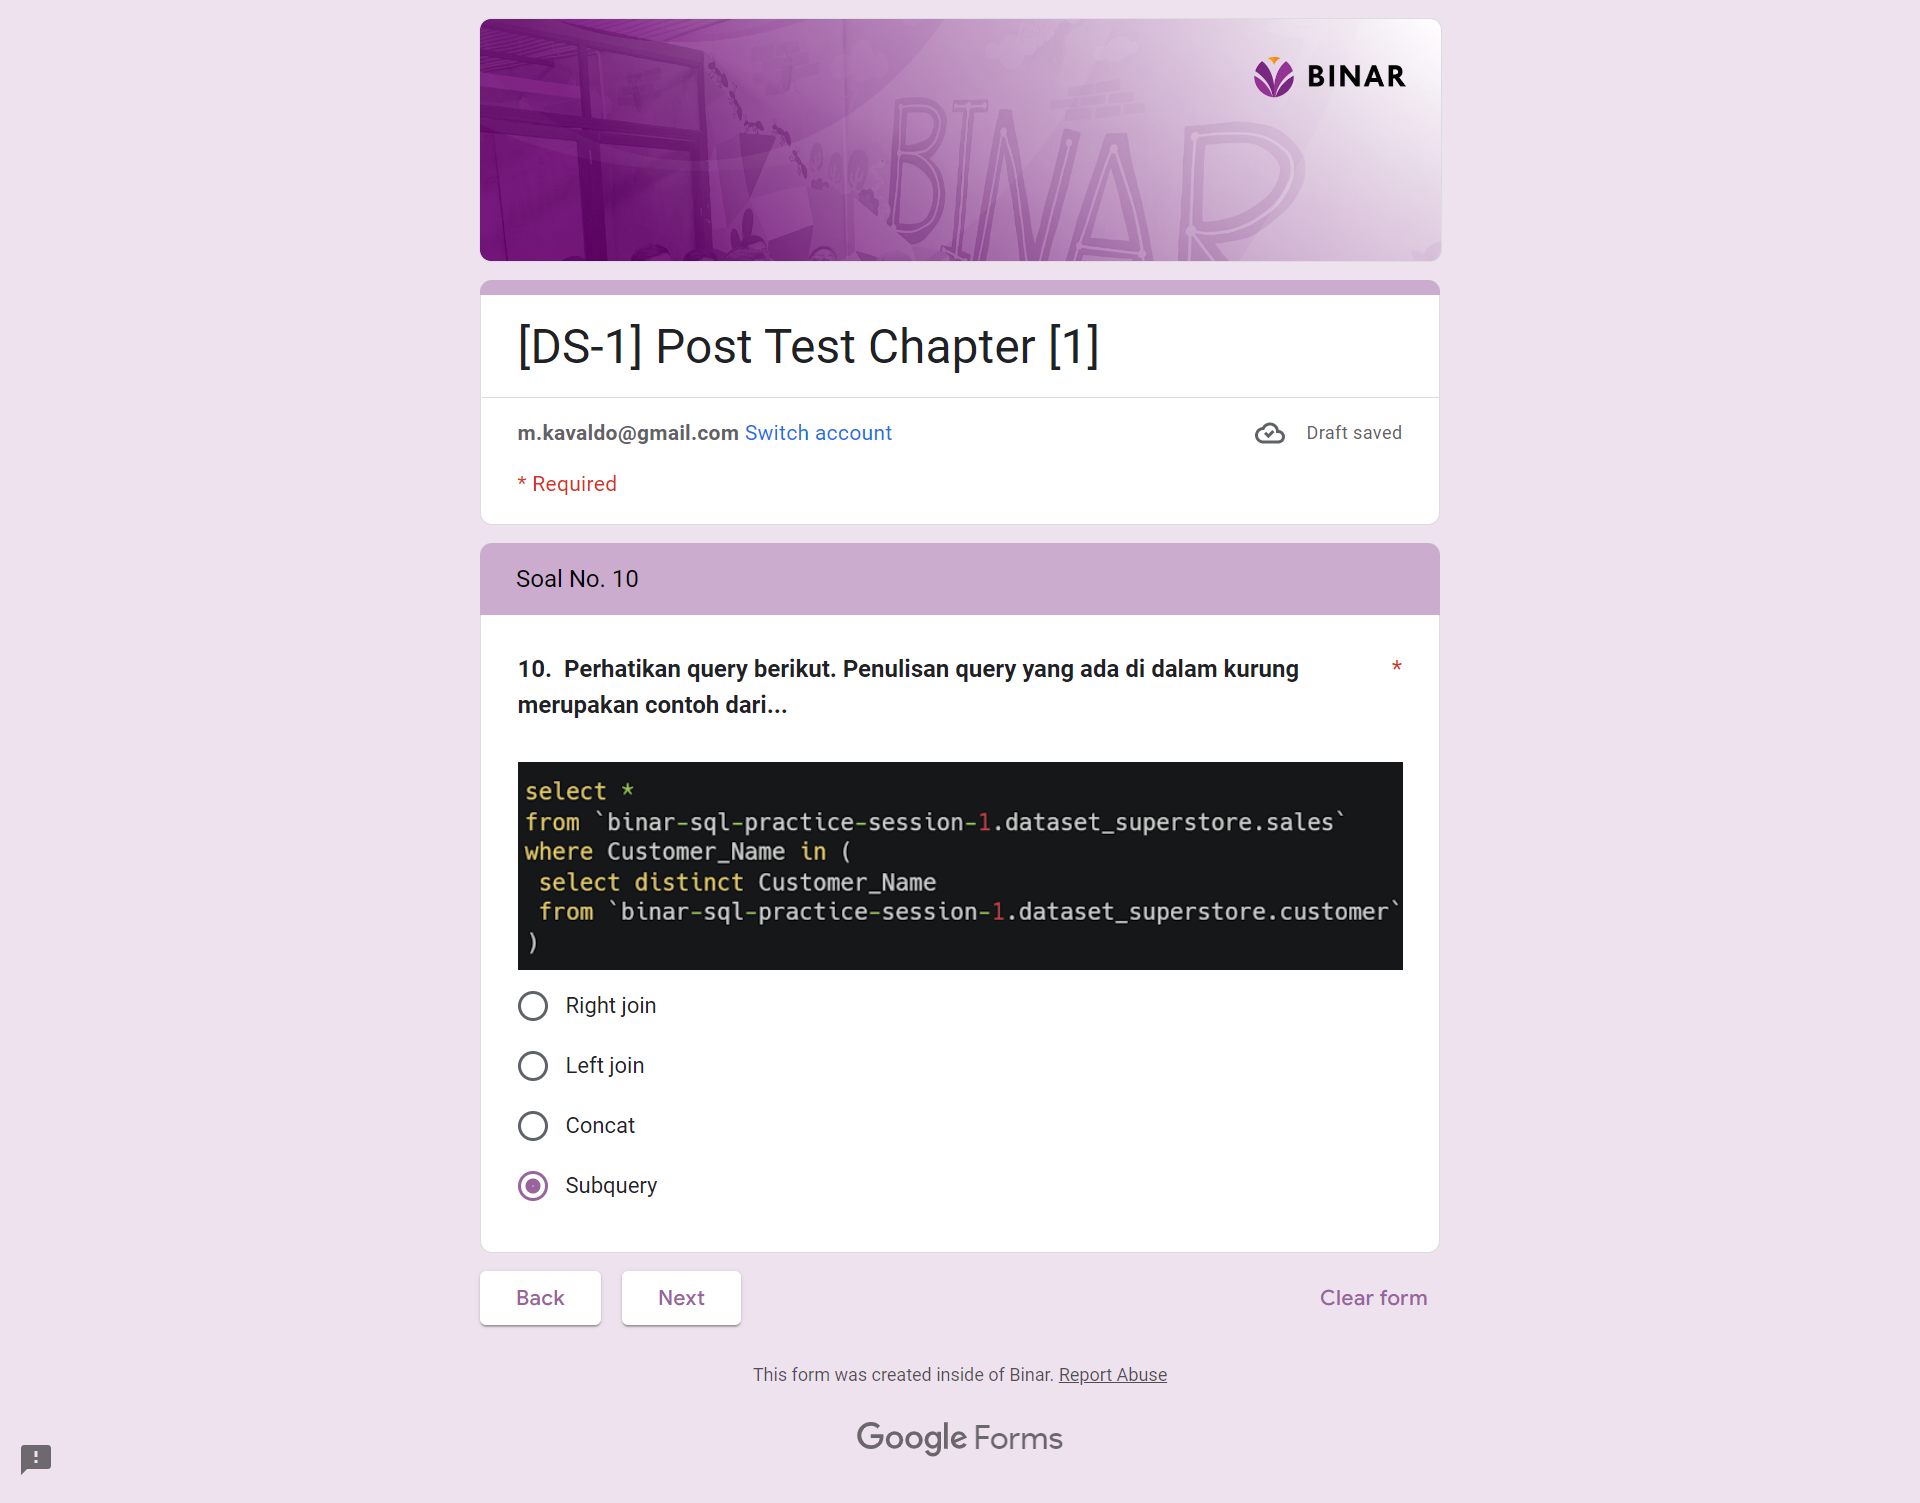 BINAR
BINAR
[DS-1] Post Test Chapter [1]
m.kavaldo@gmail.com Switch account
Draft saved
* Required
Soal No. 10
10. Perhatikan query berikut. Penulisan query yang ada di dalam kurung *
merupakan contoh dari...
select *
from `binar-sql-practice-session-1.dataset_superstore.sales`
where Customer_Name in (
select distinct Customer_Name
from `binar-sql-practice-session-1.dataset_superstore.customer`
)
Right join
Left join
Concat
Subquery
Back
Next
Clear form
This form was created inside of Binar. Report Abuse
Google Forms